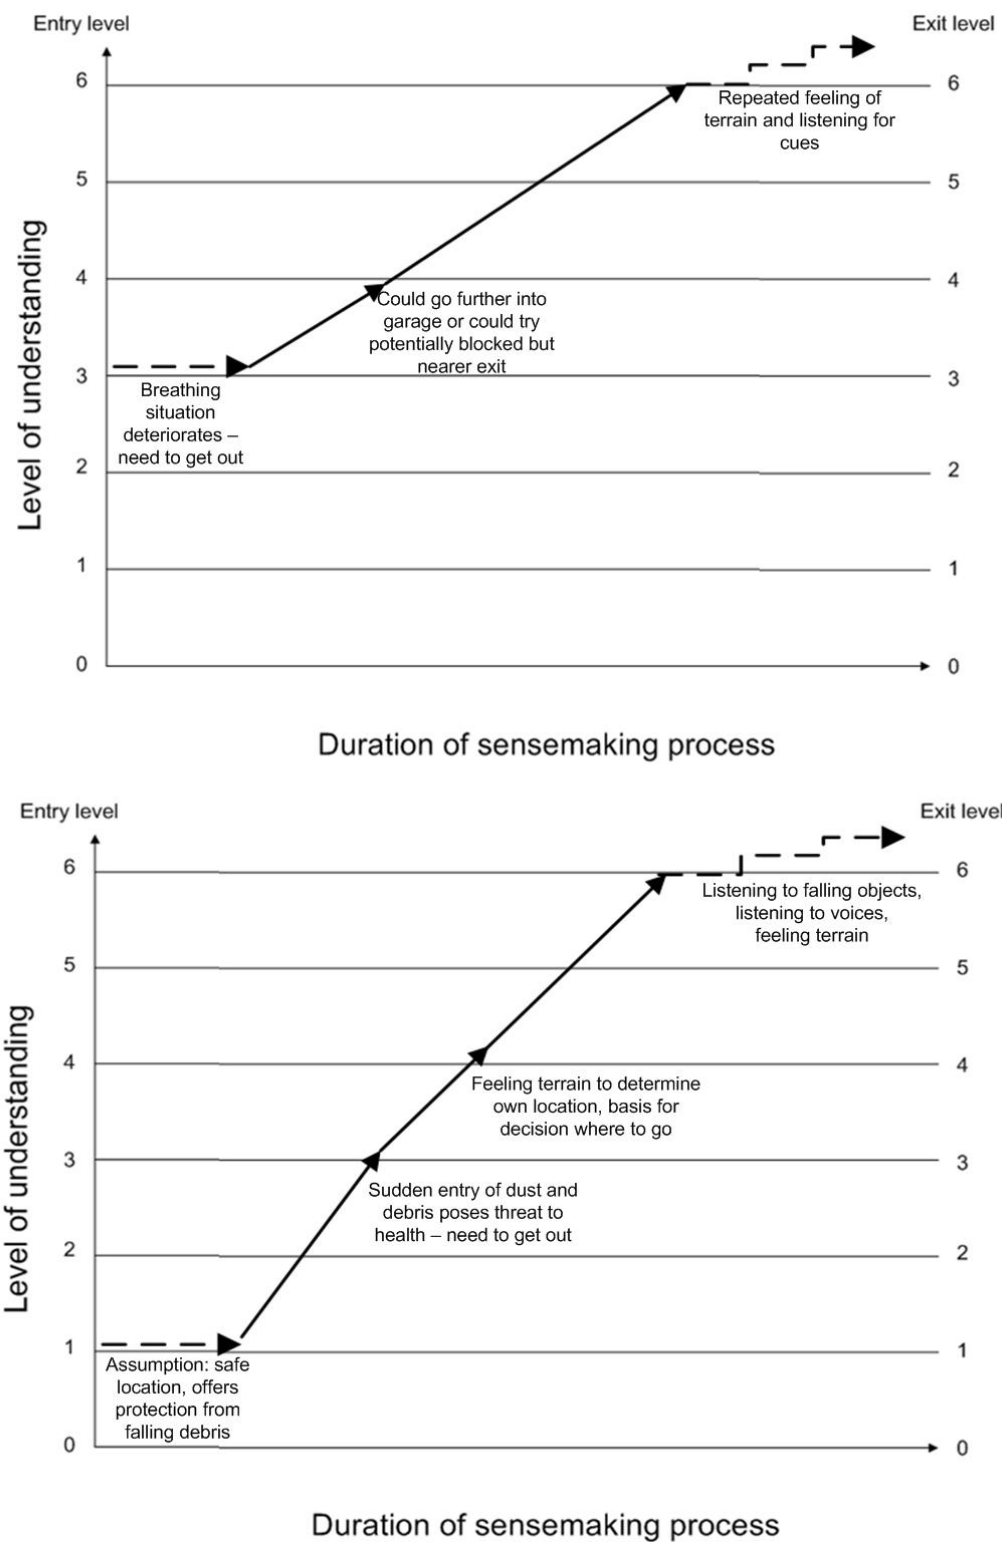 Entry level
Exit level
6
6
Repeated feeling of
terrain and listening for
cues
5
5
4
4
Could go further into
garage or could try
potentially blocked but
nearer exit
3
3
Breathing
situation
deteriorates –
need to get out
2
2
1
1
0
0
Level of understanding
Duration of sensemaking process
Entry level
Exit level
6
6
Listening to falling objects,
listening to voices,
feeling terrain
5
5
4
4
Feeling terrain to determine
own location, basis for
decision where to go
3
3
Sudden entry of dust and
debris poses threat to
health – need to get out
2
2
1
1
Assumption: safe
location, offers
protection from
falling debris
0
0
Level of understanding
Duration of sensemaking process